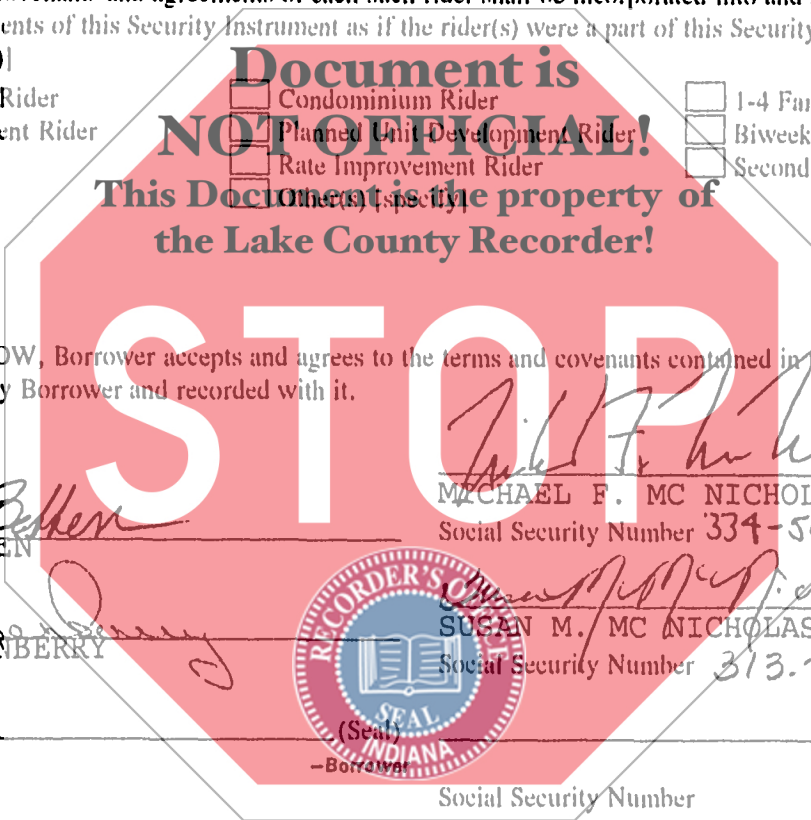 ents of this Security Instrument as if the rider(s) were a part of this Security
Document is
Rider Condominium Rider 1-4 Fam
ent Rider Planned Unit Development Rider Biweek
NOT OFFICIAL!
Rate Improvement Rider Second
Other(s) [specify]
This Document is the property of
the Lake County Recorder!
STOP
OW, Borrower accepts and agrees to the terms and covenants contained in
y Borrower and recorded with it.
MICHAEL F. MC NICHOL
Social Security Number 334-5
EN
SUSAN M. MC NICHOLAS
NBERRY
Social Security Number 313-
RECORDER'S OFFICE
SEAL
INDIANA
(Seal)
-Borrower
Social Security Number